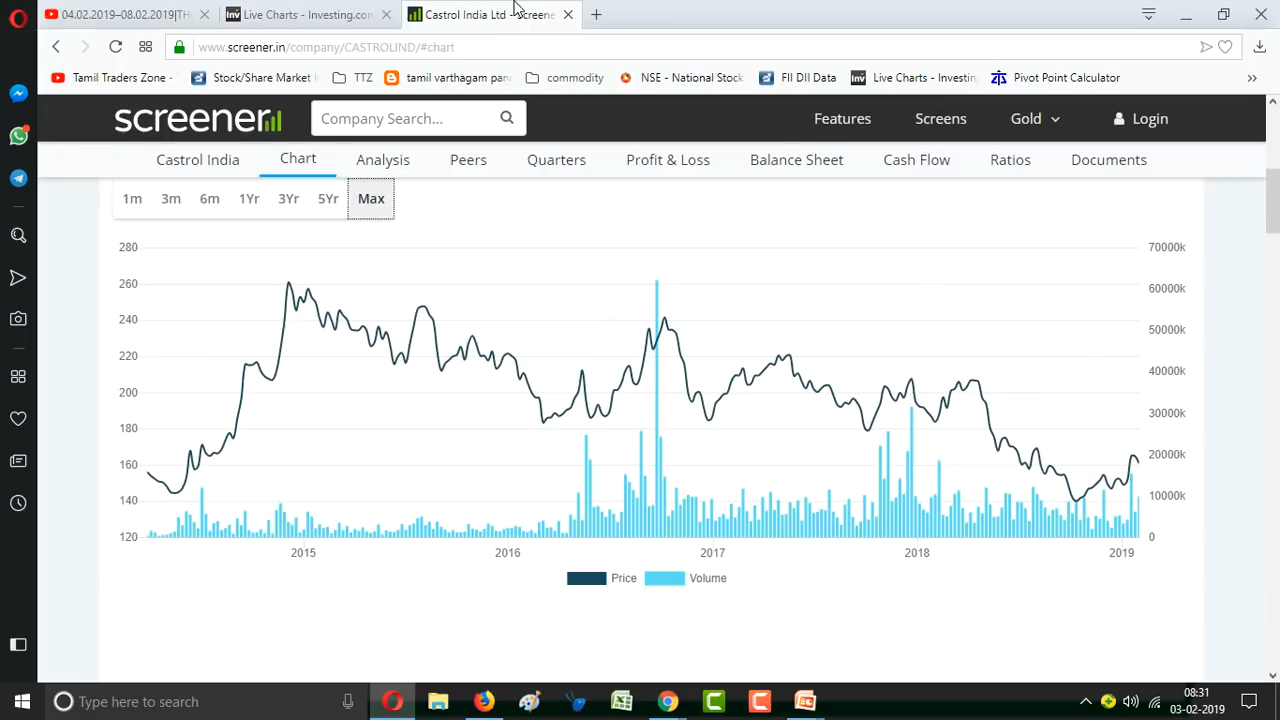 04.02.2019–08.02.2019|TH
Live Charts - Investing.com
Castrol India Ltd - Screene
www.screener.in/company/CASTROLIND/#chart
Tamil Traders Zone -
Stock/Share Market I
TTZ
tamil varthagam pan
commodity
NSE - National Stock
FII DII Data
Live Charts - Investin
Pivot Point Calculator
screener
Company Search...
Features
Screens
Gold
Login
Castrol India
Chart
Analysis
Peers
Quarters
Profit & Loss
Balance Sheet
Cash Flow
Ratios
Documents
1m 3m 6m 1Yr 3Yr 5Yr Max
280 70000k
260 60000k
240 50000k
220 40000k
200 30000k
180 20000k
160 10000k
140 0
120
2015 2016 2017 2018 2019
Price Volume
Type here to search
08:31
03-02-2019